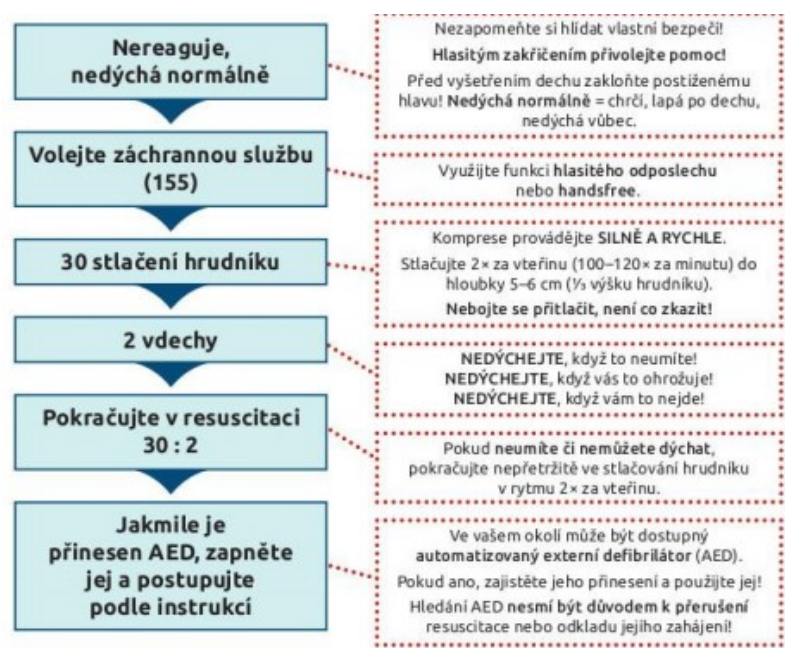 Nereaguje,
nedýchá normálně
Nezapomeňte si hlídat vlastní bezpečí!
Hlasitým zakřičením přivolejte pomoc!
Před vyšetřením dechu zakloňte postiženému
hlavu! Nedýchá normálně = chrčí, lapá po dechu,
nedýchá vůbec.
Volejte záchrannou službu
(155)
Využijte funkci hlasitého odposlechu
nebo handsfree.
30 stlačení hrudníku
Komprese provádějte SILNĚ A RYCHLE.
Stlačujte 2× za vteřinu (100–120× za minutu) do
hloubky 5–6 cm (⅓ výšku hrudníku).
Nebojte se přitlačit, není co zkazit!
2 vdechy
NEDÝCHEJTE, když to neumíte!
NEDÝCHEJTE, když vás to ohrožuje!
NEDÝCHEJTE, když vám to nejde!
Pokračujte v resuscitaci
30 : 2
Pokud neumíte či nemůžete dýchat,
pokračujte nepřetržitě ve stlačování hrudníku
v rytmu 2× za vteřinu.
Jakmile je
přinesen AED, zapněte
jej a postupujte
podle instrukcí
Ve vašem okolí může být dostupný
automatizovaný externí defibrilátor (AED).
Pokud ano, zajistěte jeho přinesení a použijte jej!
Hledání AED nesmí být důvodem k přerušení
resuscitace nebo odkladu jejího zahájení!